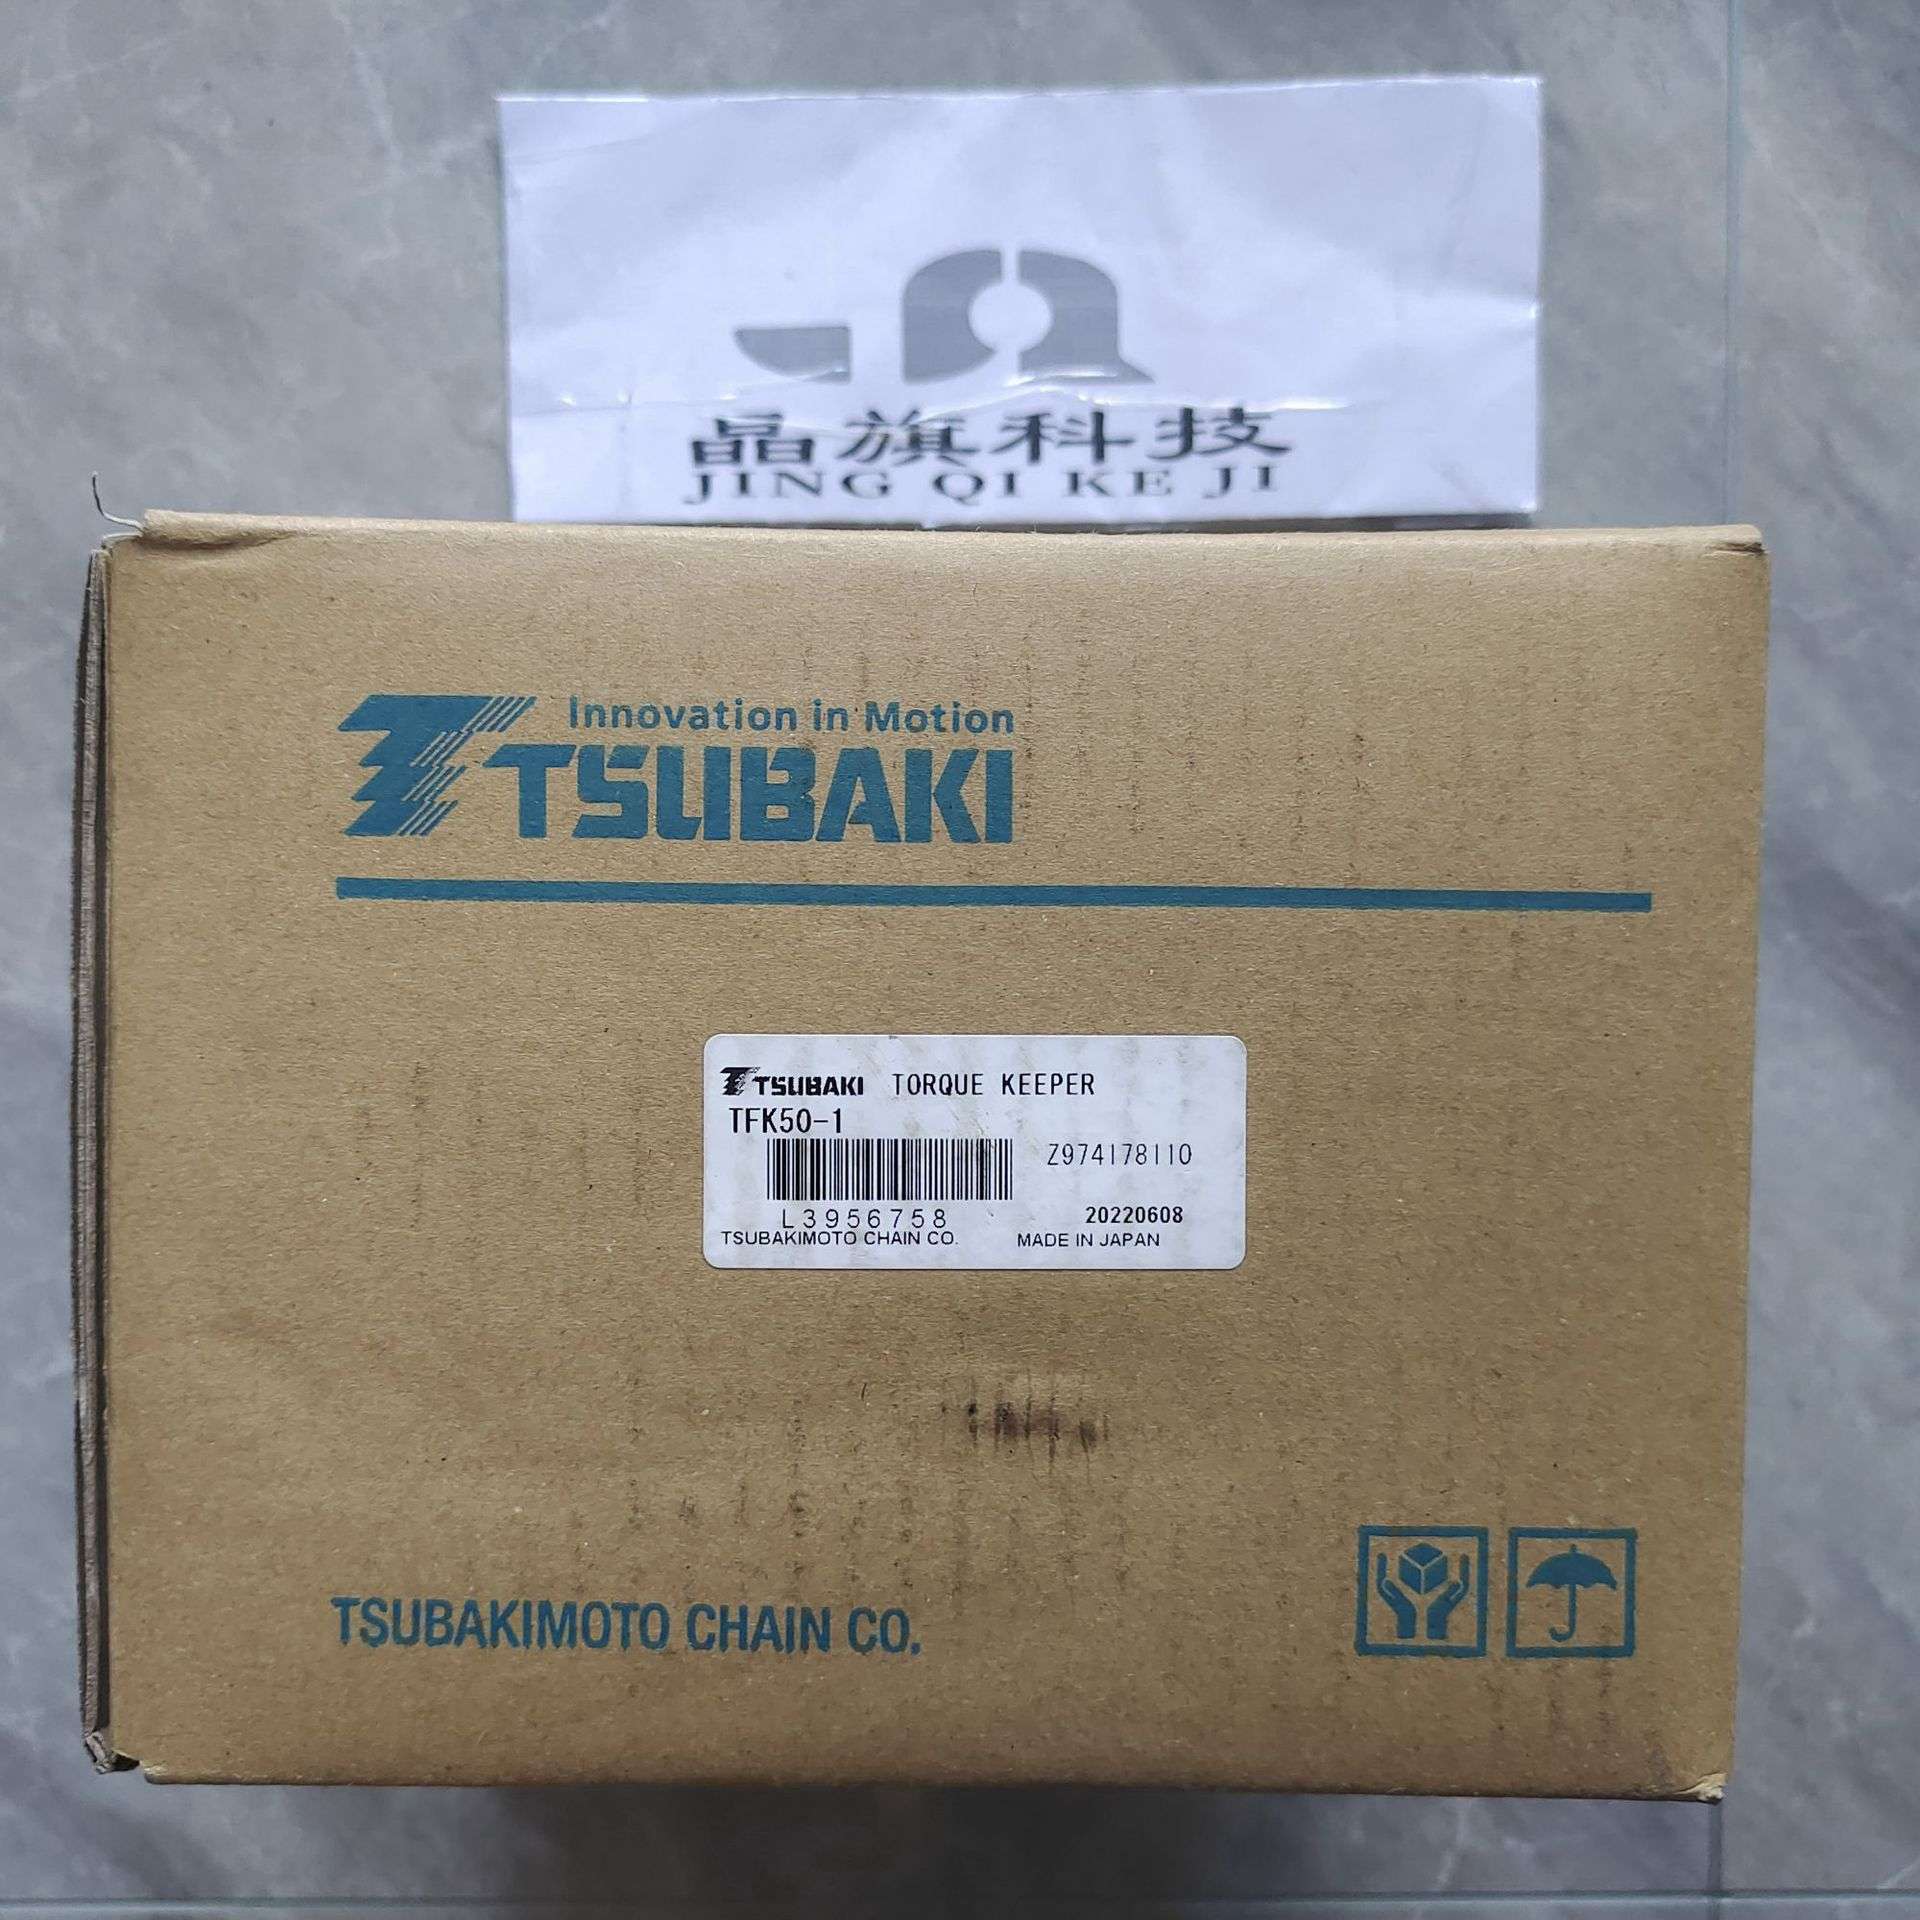 晶旗科技
JING QI KE JI
Innovation in Motion
TSUBAKI
TSUBAKI TORQUE KEEPER
TFK50-1
Z974178110
L3956758
20220608
TSUBAKIMOTO CHAIN CO. MADE IN JAPAN
TSUBAKIMOTO CHAIN CO.